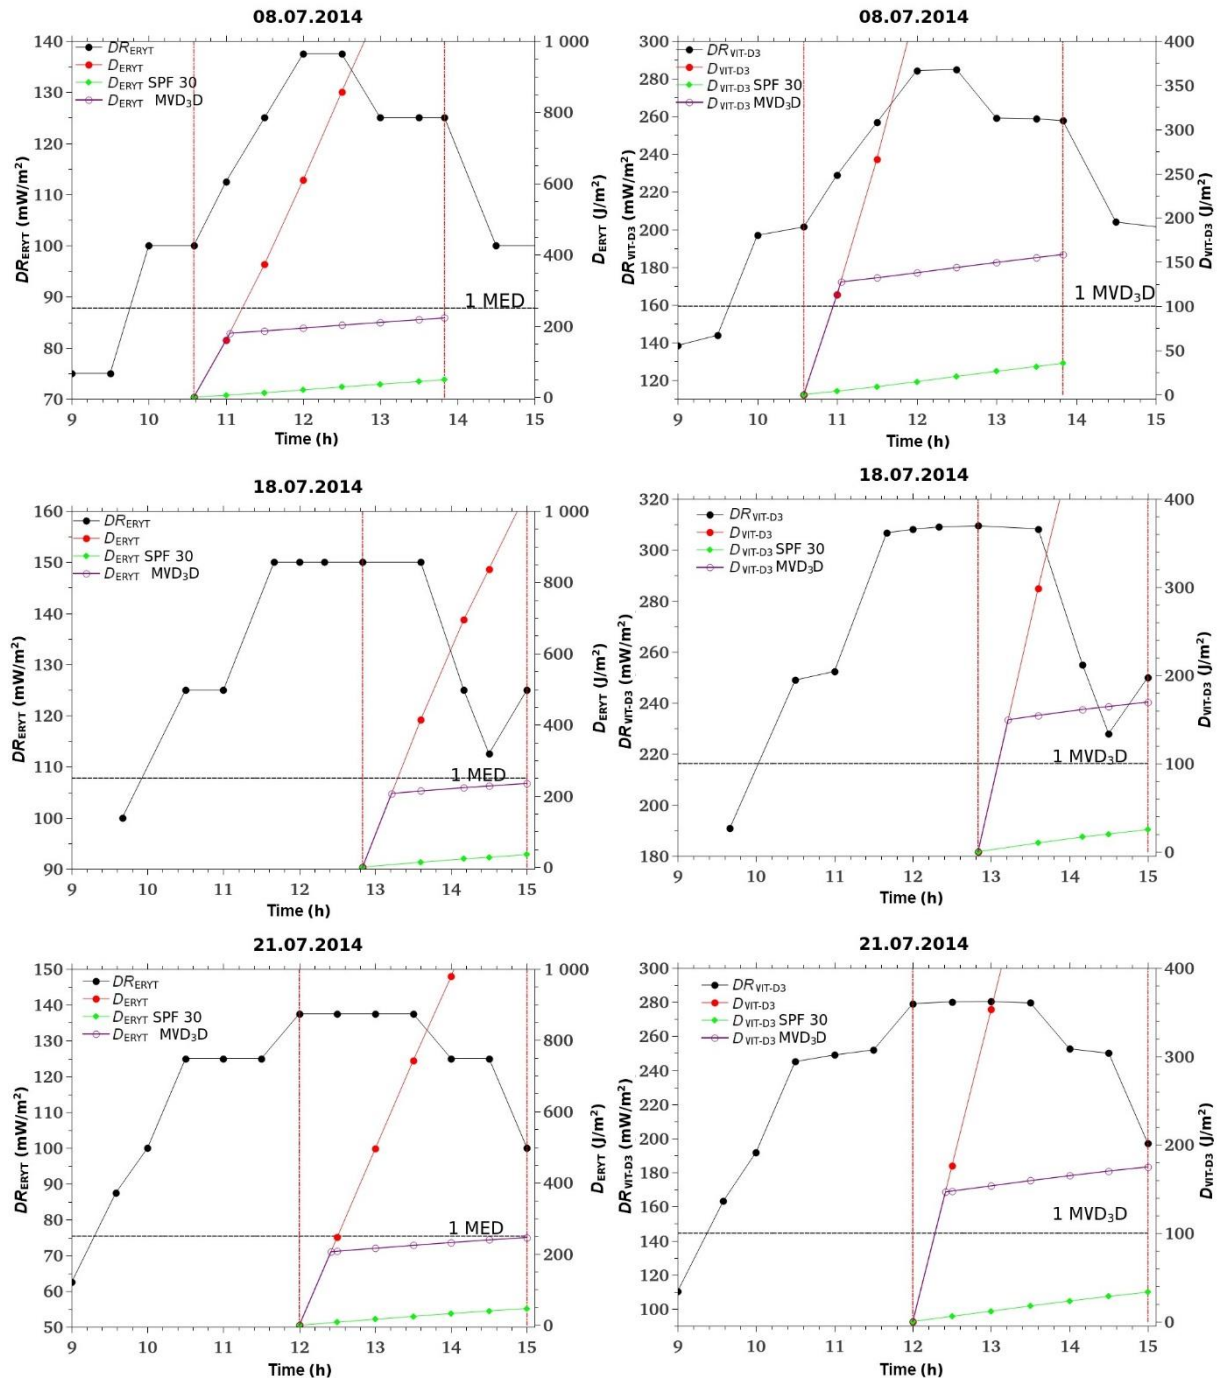 08.07.2014
DR_ERYT
D_ERYT
D_ERYT SPF 30
D_ERYT MVD₃D
1 MED
140
130
120
110
100
90
80
70
1 000
800
600
400
200
0
9 10 11 12 13 14 15
DR_ERYT (mW/m²)
D_ERYT (J/m²)
Time (h)
08.07.2014
DR_VIT-D3
D_VIT-D3
D_VIT-D3 SPF 30
D_VIT-D3 MVD₃D
1 MVD₃D
300
280
260
240
220
200
180
160
140
120
400
350
300
250
200
150
100
50
0
9 10 11 12 13 14 15
DR_VIT-D3 (mW/m²)
D_VIT-D3 (J/m²)
Time (h)
18.07.2014
DR_ERYT
D_ERYT
D_ERYT SPF 30
D_ERYT MVD₃D
1 MED
160
150
140
130
120
110
100
90
1 000
800
600
400
200
0
9 10 11 12 13 14 15
DR_ERYT (mW/m²)
D_ERYT (J/m²)
Time (h)
18.07.2014
DR_VIT-D3
D_VIT-D3
D_VIT-D3 SPF 30
D_VIT-D3 MVD₃D
1 MVD₃D
320
300
280
260
240
220
200
180
400
300
200
100
0
9 10 11 12 13 14 15
DR_VIT-D3 (mW/m²)
D_VIT-D3 (J/m²)
Time (h)
21.07.2014
DR_ERYT
D_ERYT
D_ERYT SPF 30
D_ERYT MVD₃D
1 MED
150
140
130
120
110
100
90
80
70
60
50
1 000
800
600
400
200
0
9 10 11 12 13 14 15
DR_ERYT (mW/m²)
D_ERYT (J/m²)
Time (h)
21.07.2014
DR_VIT-D3
D_VIT-D3
D_VIT-D3 SPF 30
D_VIT-D3 MVD₃D
1 MVD₃D
300
280
260
240
220
200
180
160
140
120
100
400
300
200
100
0
9 10 11 12 13 14 15
DR_VIT-D3 (mW/m²)
D_VIT-D3 (J/m²)
Time (h)